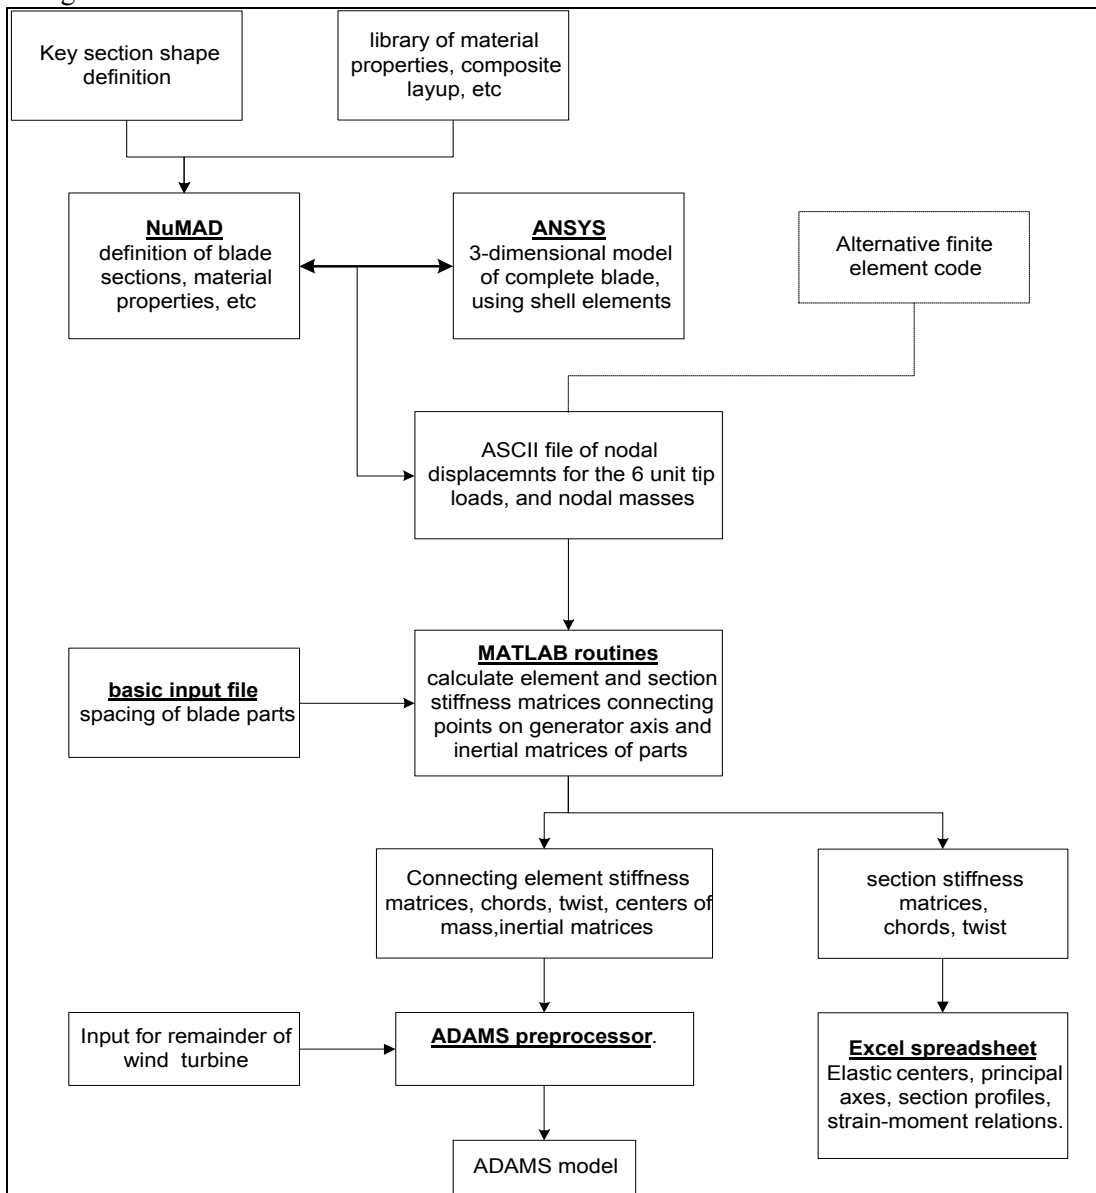 Key section shape
definition
library of material
properties, composite
layup, etc
NuMAD
definition of blade
sections, material
properties, etc
ANSYS
3-dimensional model
of complete blade,
using shell elements
Alternative finite
element code
ASCII file of nodal
displacemnts for the 6 unit tip
loads, and nodal masses
basic input file
spacing of blade parts
MATLAB routines
calculate element and section
stiffness matrices connecting
points on generator axis and
inertial matrices of parts
Connecting element stiffness
matrices, chords, twist, centers of
mass,inertial matrices
section stiffness
matrices,
chords, twist
Input for remainder of
wind turbine
ADAMS preprocessor.
Excel spreadsheet
Elastic centers, principal
axes, section profiles,
strain-moment relations.
ADAMS model